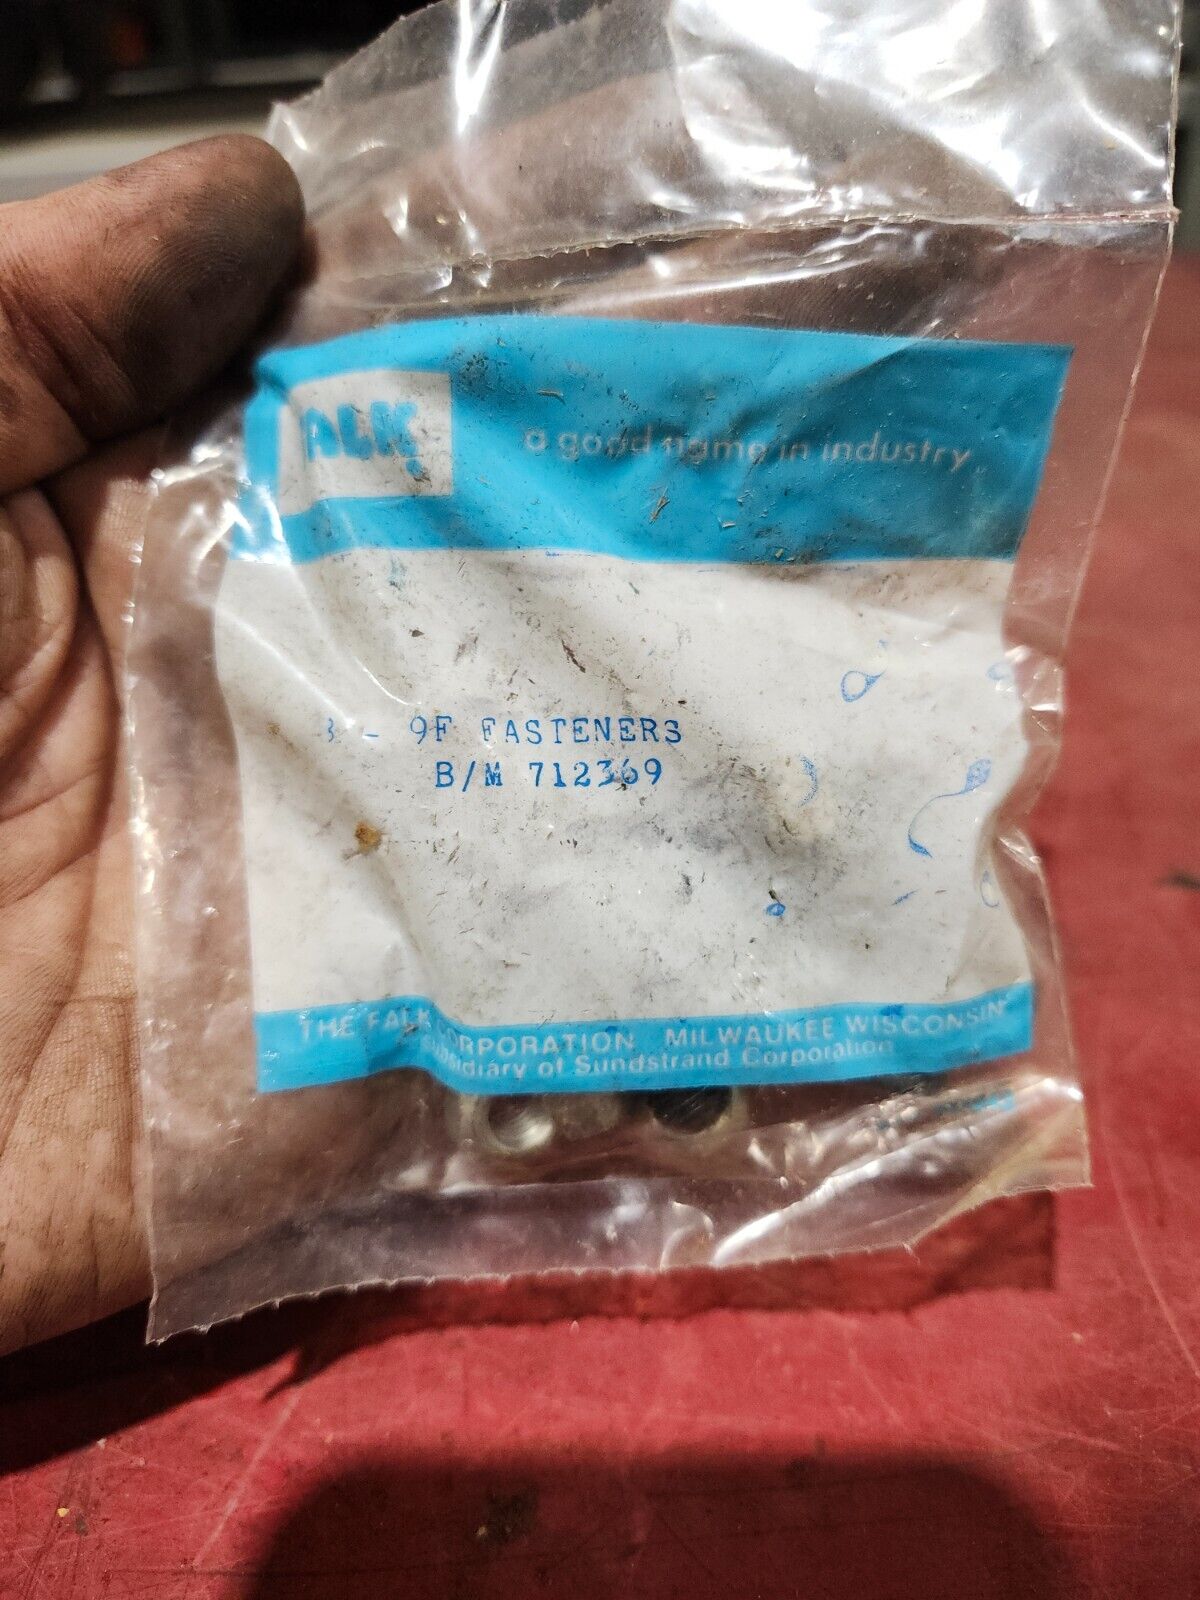 FALK
a good name in industry
- 9F FASTENERS
B/M 712369
THE FALK CORPORATION MILWAUKEE WISCONSIN
Subsidiary of Sundstrand Corporation